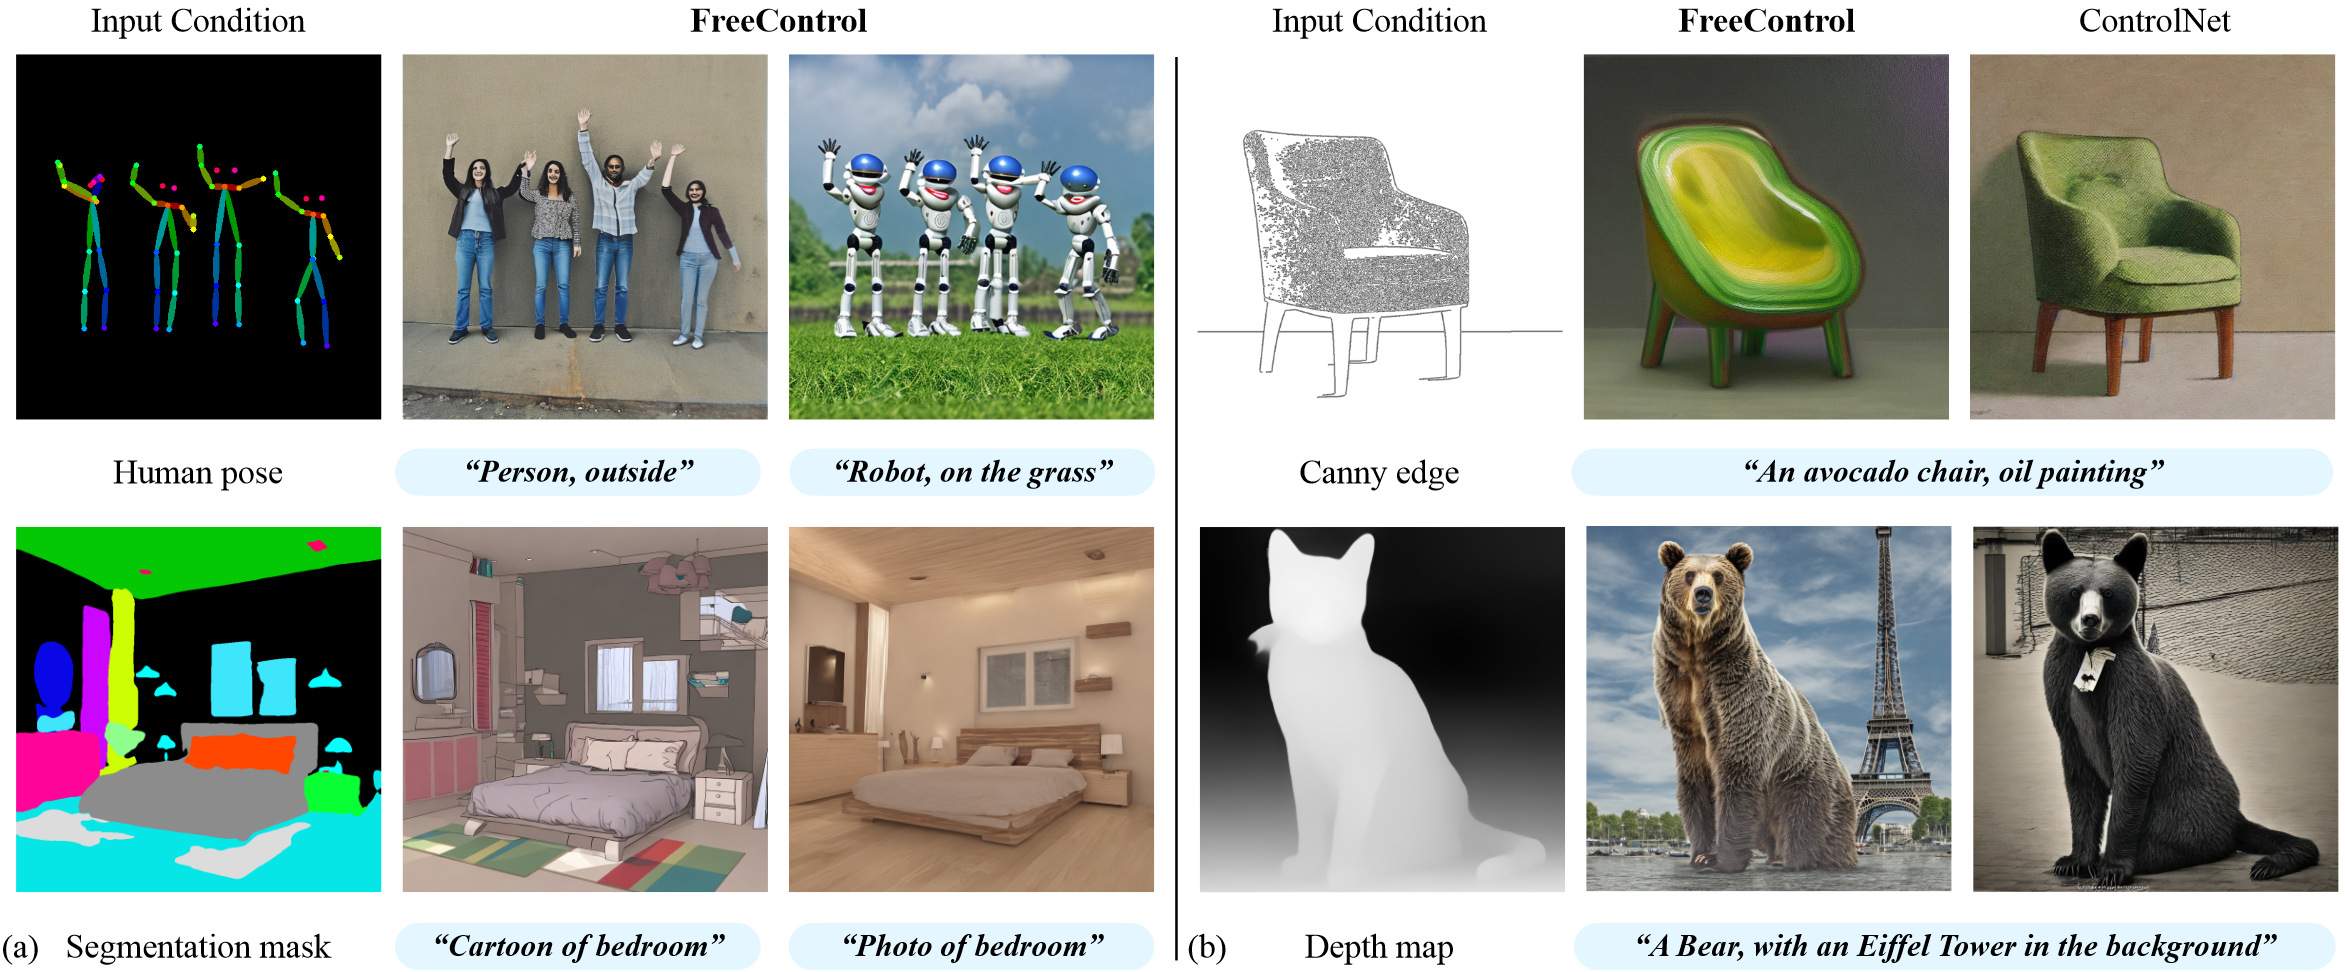 Input Condition
FreeControl
Input Condition
FreeControl
ControlNet
Human pose
“Person, outside”
“Robot, on the grass”
Canny edge
“An avocado chair, oil painting”
(a)
Segmentation mask
“Cartoon of bedroom”
“Photo of bedroom”
(b)
Depth map
“A Bear, with an Eiffel Tower in the background”